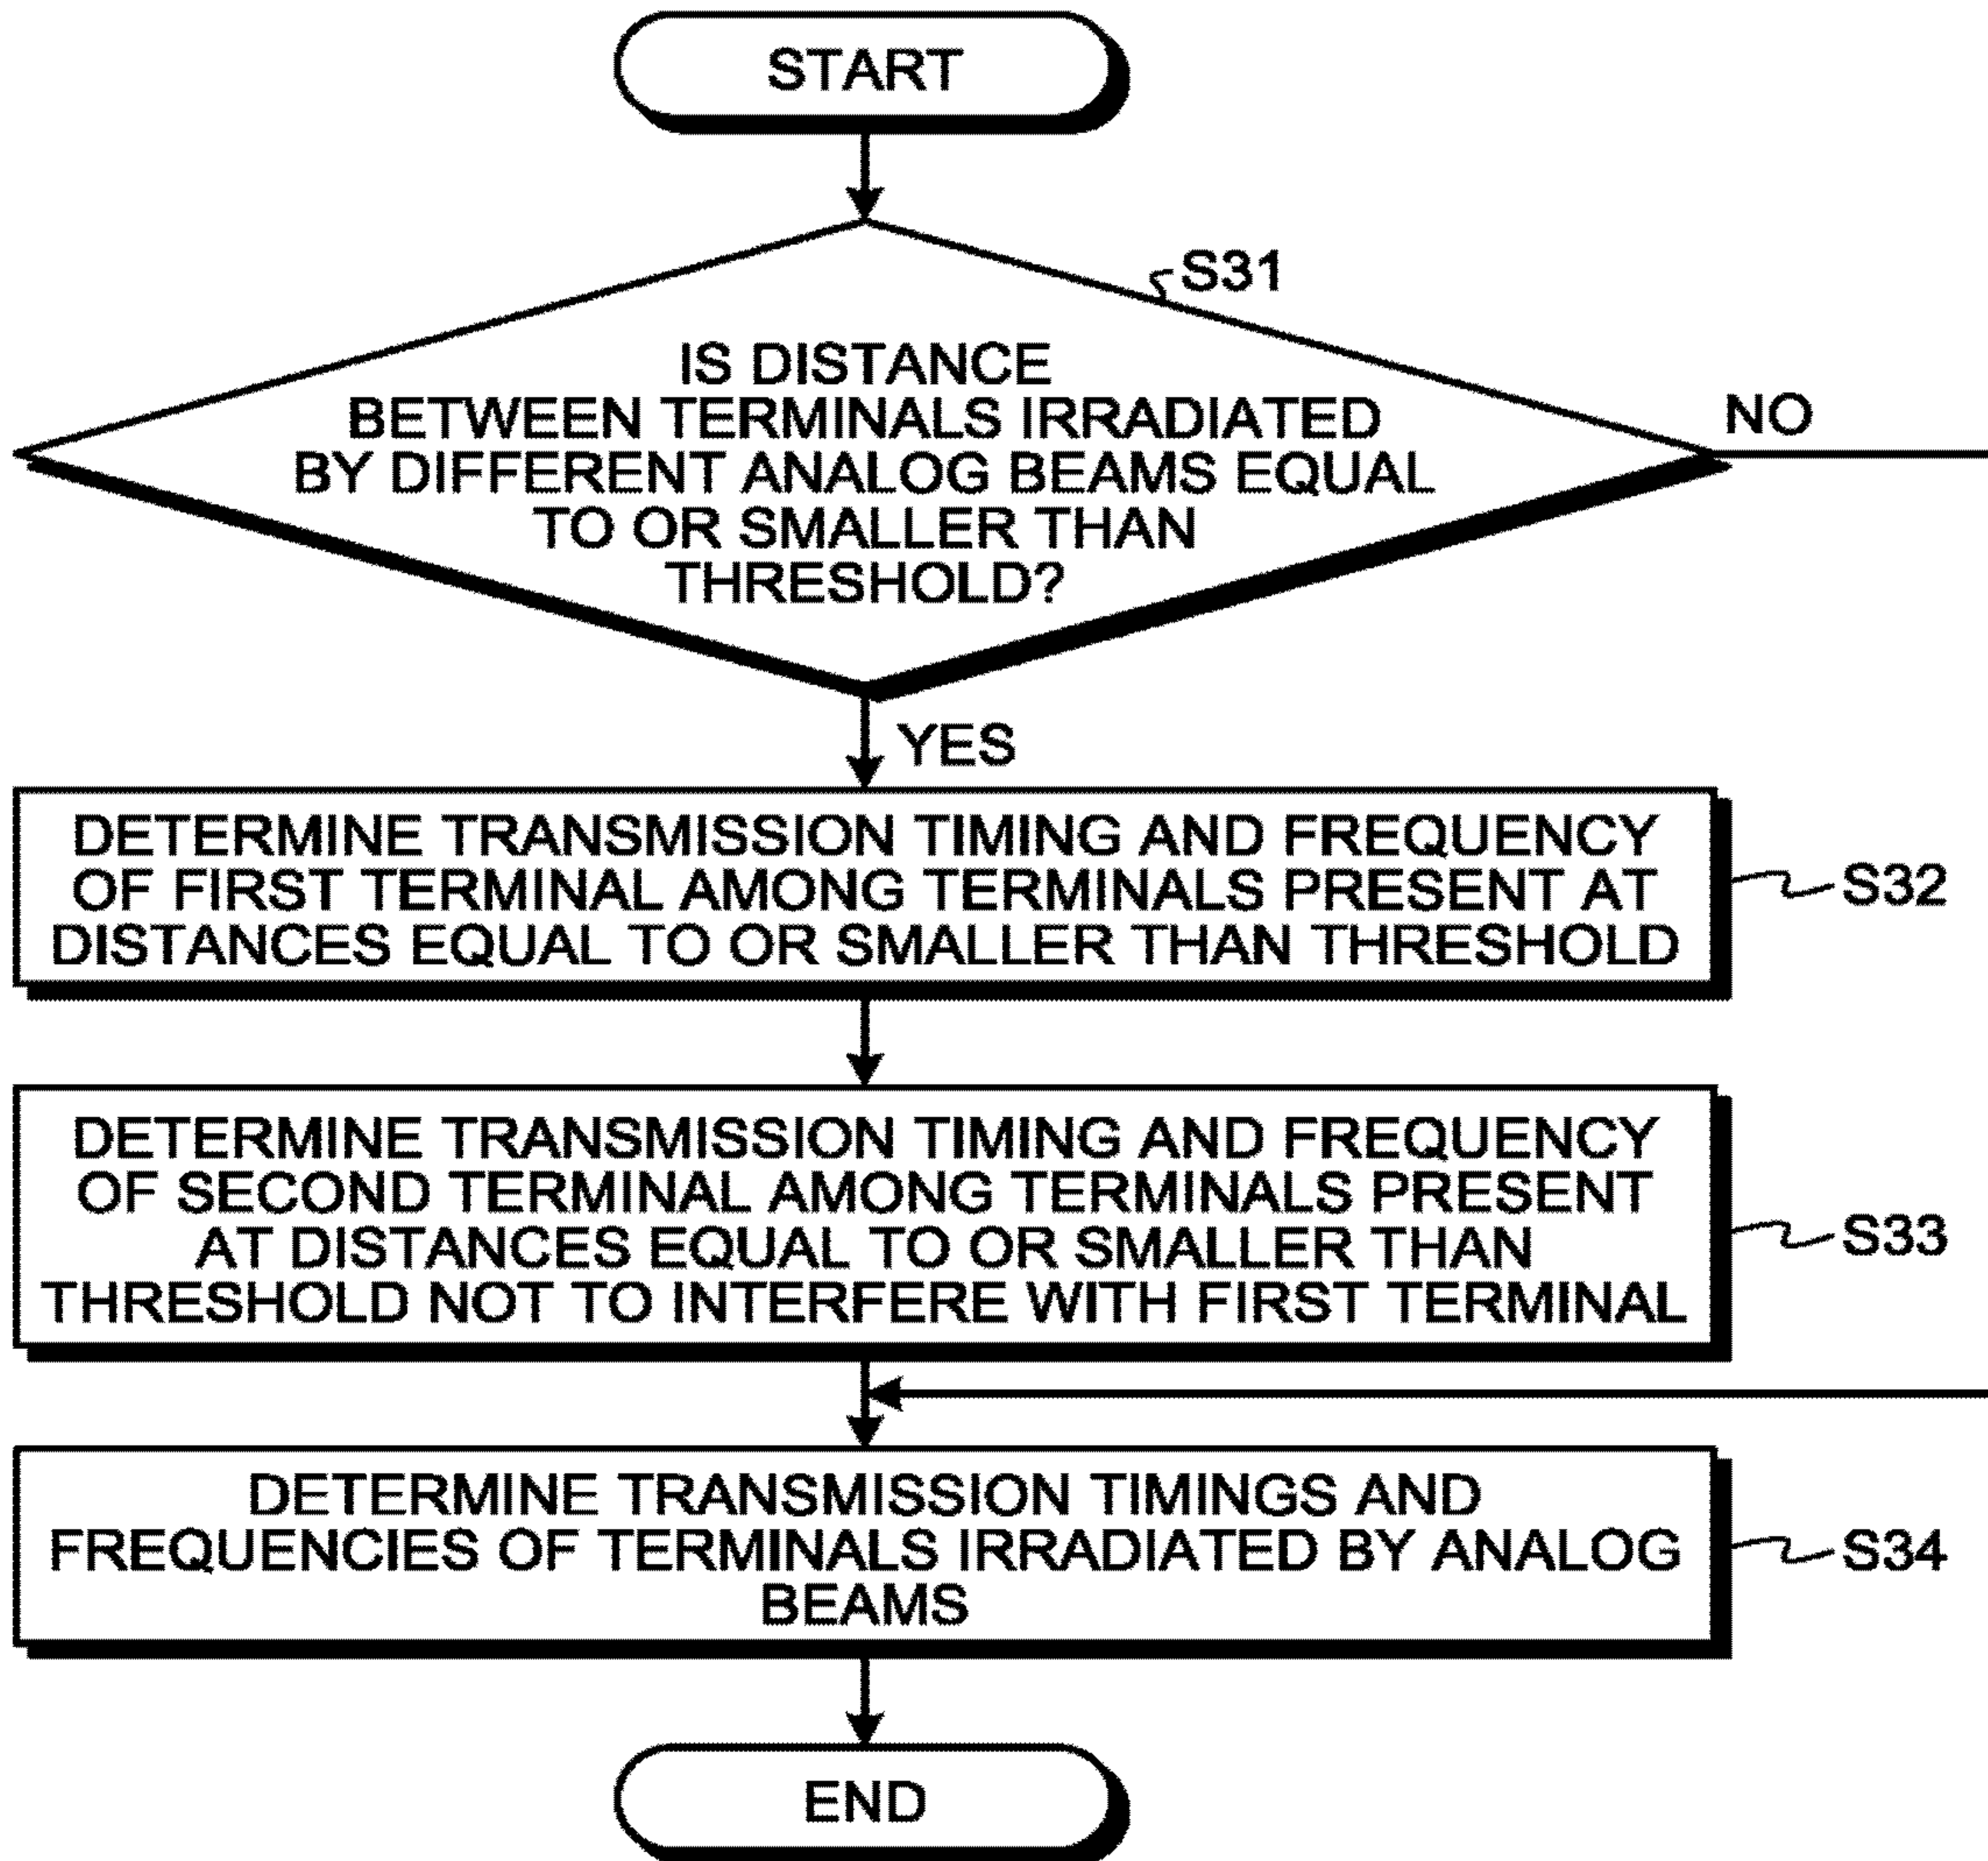 START
S31
IS DISTANCE
BETWEEN TERMINALS IRRADIATED
BY DIFFERENT ANALOG BEAMS EQUAL
TO OR SMALLER THAN
THRESHOLD?
NO
YES
DETERMINE TRANSMISSION TIMING AND FREQUENCY
OF FIRST TERMINAL AMONG TERMINALS PRESENT AT
DISTANCES EQUAL TO OR SMALLER THAN THRESHOLD
S32
DETERMINE TRANSMISSION TIMING AND FREQUENCY
OF SECOND TERMINAL AMONG TERMINALS PRESENT
AT DISTANCES EQUAL TO OR SMALLER THAN
THRESHOLD NOT TO INTERFERE WITH FIRST TERMINAL
S33
DETERMINE TRANSMISSION TIMINGS AND
FREQUENCIES OF TERMINALS IRRADIATED BY ANALOG
BEAMS
S34
END